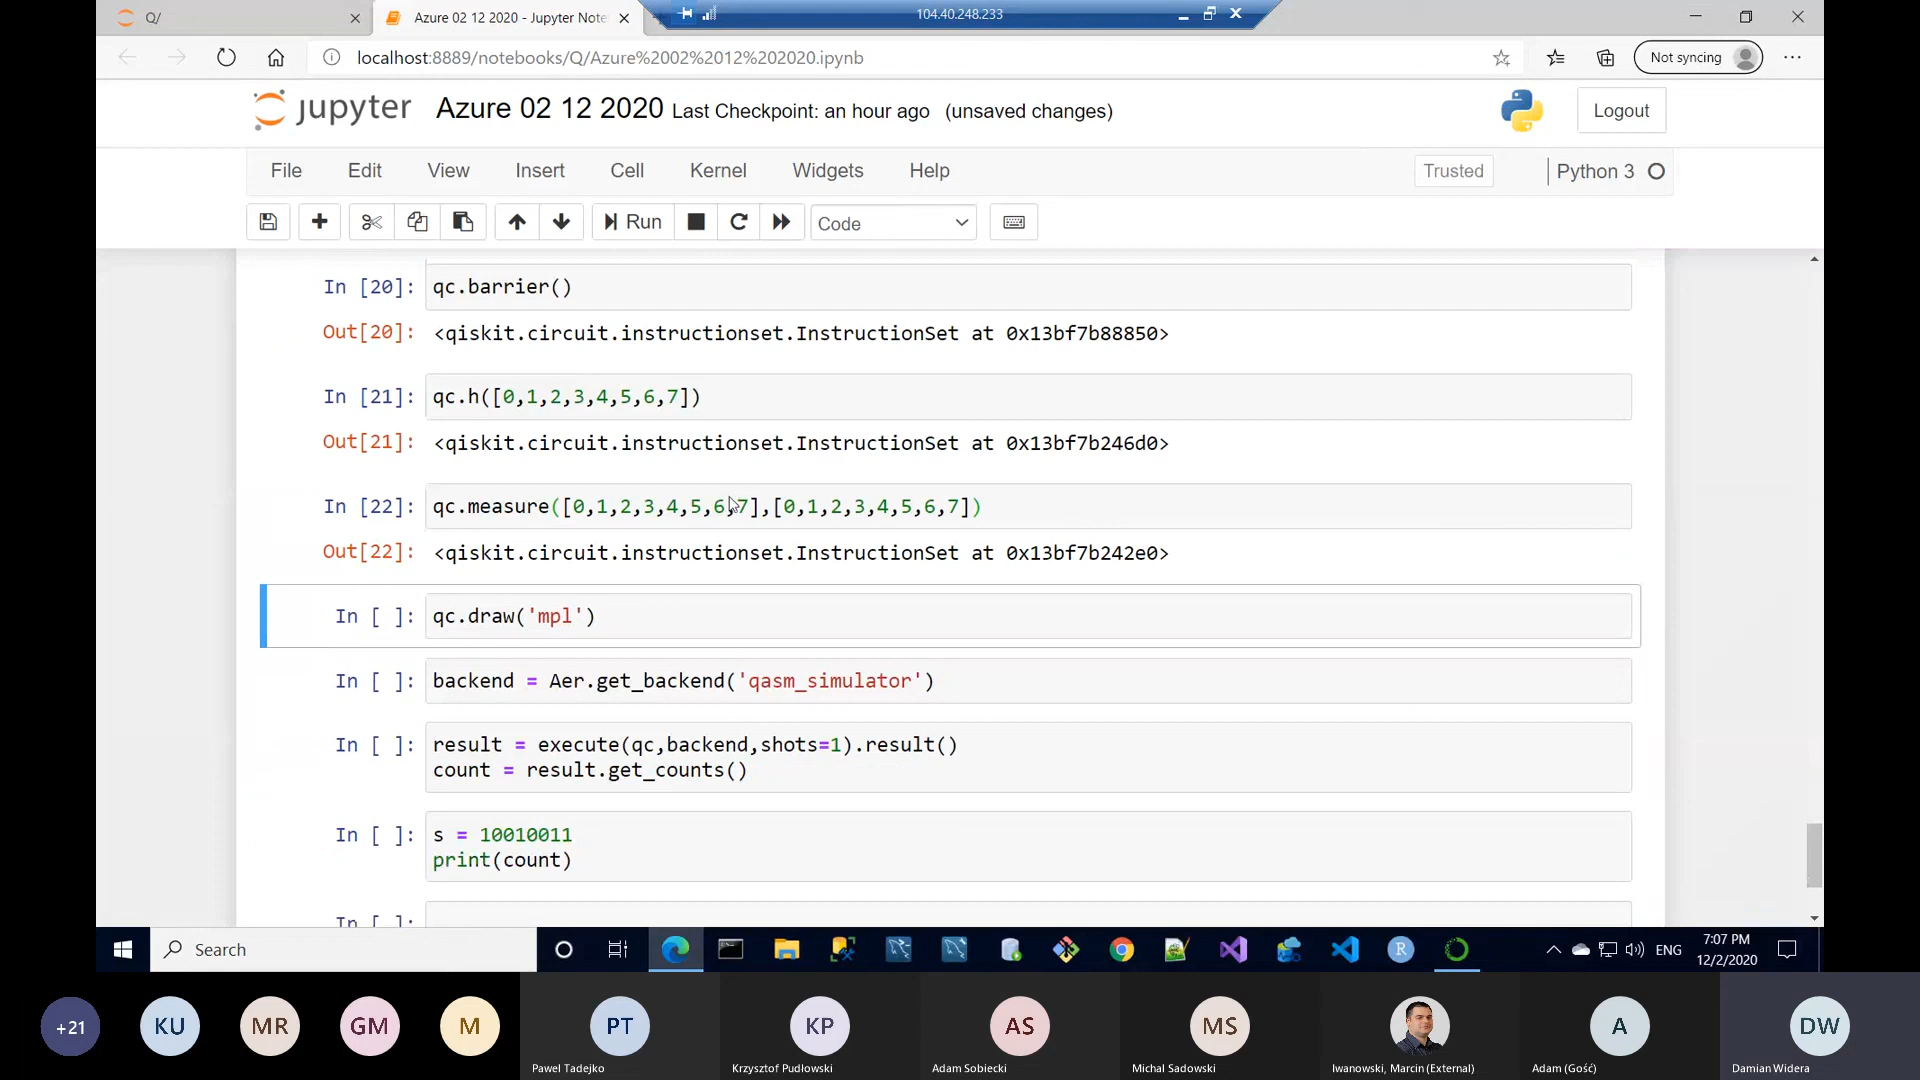 Q/
Azure 02 12 2020 - Jupyter Note
104.40.248.233
localhost:8889/notebooks/Q/Azure%2002%2012%202020.ipynb
Not syncing
jupyter Azure 02 12 2020 Last Checkpoint: an hour ago (unsaved changes)
Logout
File Edit View Insert Cell Kernel Widgets Help
Trusted
Python 3
Run
Code
In [20]: qc.barrier()
Out[20]: <qiskit.circuit.instructionset.InstructionSet at 0x13bf7b88850>
In [21]: qc.h([0,1,2,3,4,5,6,7])
Out[21]: <qiskit.circuit.instructionset.InstructionSet at 0x13bf7b246d0>
In [22]: qc.measure([0,1,2,3,4,5,6,7],[0,1,2,3,4,5,6,7])
Out[22]: <qiskit.circuit.instructionset.InstructionSet at 0x13bf7b242e0>
In [ ]: qc.draw('mpl')
In [ ]: backend = Aer.get_backend('qasm_simulator')
In [ ]: result = execute(qc,backend,shots=1).result()
count = result.get_counts()
In [ ]: s = 10010011
print(count)
In [ ]:
Search
R
ENG
7:07 PM
12/2/2020
+21
KU
MR
GM
M
PT
KP
AS
MS
A
DW
Pawel Tadejko
Krzysztof Pudłowski
Adam Sobiecki
Michal Sadowski
Iwanowski, Marcin (External)
Adam (Gość)
Damian Widera